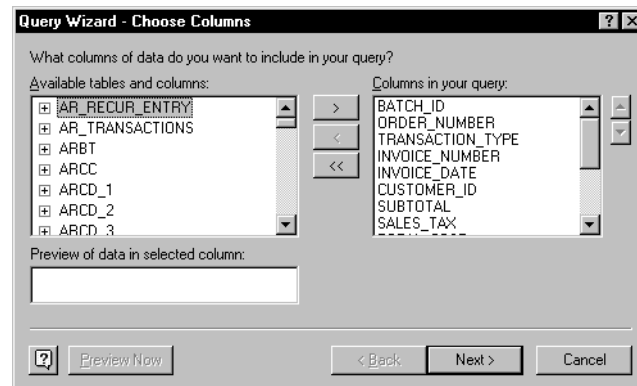 Query Wizard - Choose Columns
What columns of data do you want to include in your query?
Available tables and columns:
Columns in your query:
AR_RECUR_ENTRY
AR_TRANSACTIONS
ARBT
ARCC
ARCD_1
ARCD_2
ARCD_3
>
<
<<
BATCH_ID
ORDER_NUMBER
TRANSACTION_TYPE
INVOICE_NUMBER
INVOICE_DATE
CUSTOMER_ID
SUBTOTAL
SALES_TAX
Preview of data in selected column:
Preview Now
< Back
Next >
Cancel